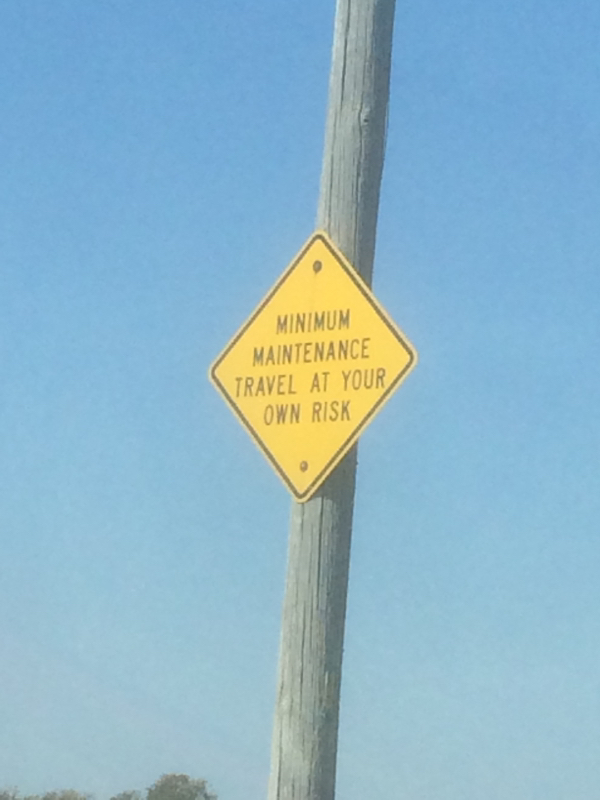 MINIMUM
MAINTENANCE
TRAVEL AT YOUR
OWN RISK